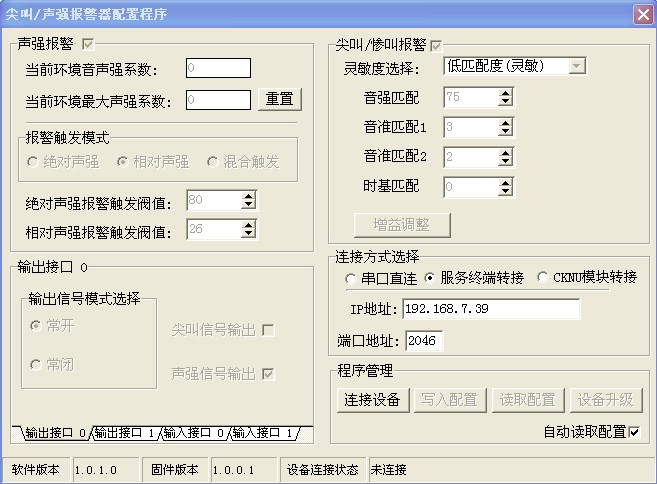 尖叫/声强报警器配置程序
声强报警
当前环境音声强系数: 0
当前环境最大声强系数: 0 重置
报警触发模式
绝对声强 相对声强 混合触发
绝对声强报警触发阀值: 80
相对声强报警触发阀值: 26
输出接口 0
输出信号模式选择
常开
常闭
尖叫信号输出
声强信号输出
输出接口 0 输出接口 1 输入接口 0 输入接口 1
尖叫/惨叫报警
灵敏度选择: 低匹配度(灵敏)
音强匹配 75
音准匹配1 3
音准匹配2 2
时基匹配 0
增益调整
连接方式选择
串口直连 服务终端转接 CKNU模块转接
IP地址: 192.168.7.39
端口地址: 2046
程序管理
连接设备 写入配置 读取配置 设备升级
自动读取配置
软件版本 1.0.1.0 固件版本 1.0.0.1 设备连接状态 未连接